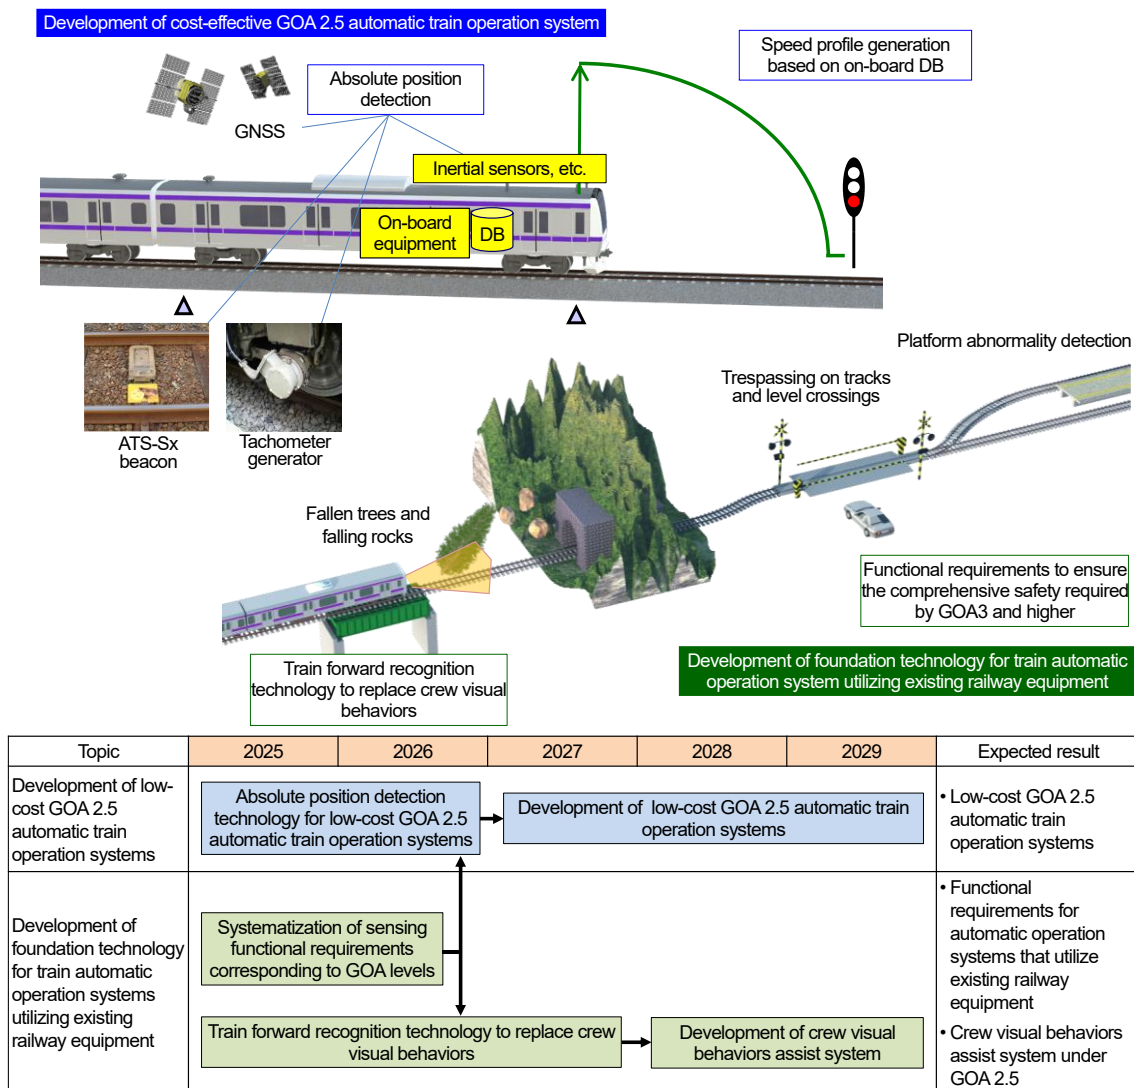 Development of cost-effective GOA 2.5 automatic train operation system
Speed profile generation
based on on-board DB
Absolute position
detection
GNSS
Inertial sensors, etc.
On-board
equipment
DB
ATS-Sx
beacon
Tachometer
generator
Platform abnormality detection
Trespassing on tracks
and level crossings
Fallen trees and
falling rocks
Functional requirements to ensure
the comprehensive safety required
by GOA3 and higher
Train forward recognition
technology to replace crew visual
behaviors
Development of foundation technology for train automatic
operation system utilizing existing railway equipment
Topic
2025
2026
2027
2028
2029
Expected result
Development of low-
cost GOA 2.5
automatic train
operation systems
Absolute position detection
technology for low-cost GOA 2.5
automatic train operation systems
Development of low-cost GOA 2.5 automatic train
operation systems
• Low-cost GOA 2.5
automatic train
operation systems
Development of
foundation technology
for train automatic
operation systems
utilizing existing
railway equipment
Systematization of sensing
functional requirements
corresponding to GOA levels
Train forward recognition technology to replace crew
visual behaviors
Development of crew visual
behaviors assist system
• Functional
requirements for
automatic operation
systems that utilize
existing railway
equipment
• Crew visual behaviors
assist system under
GOA 2.5